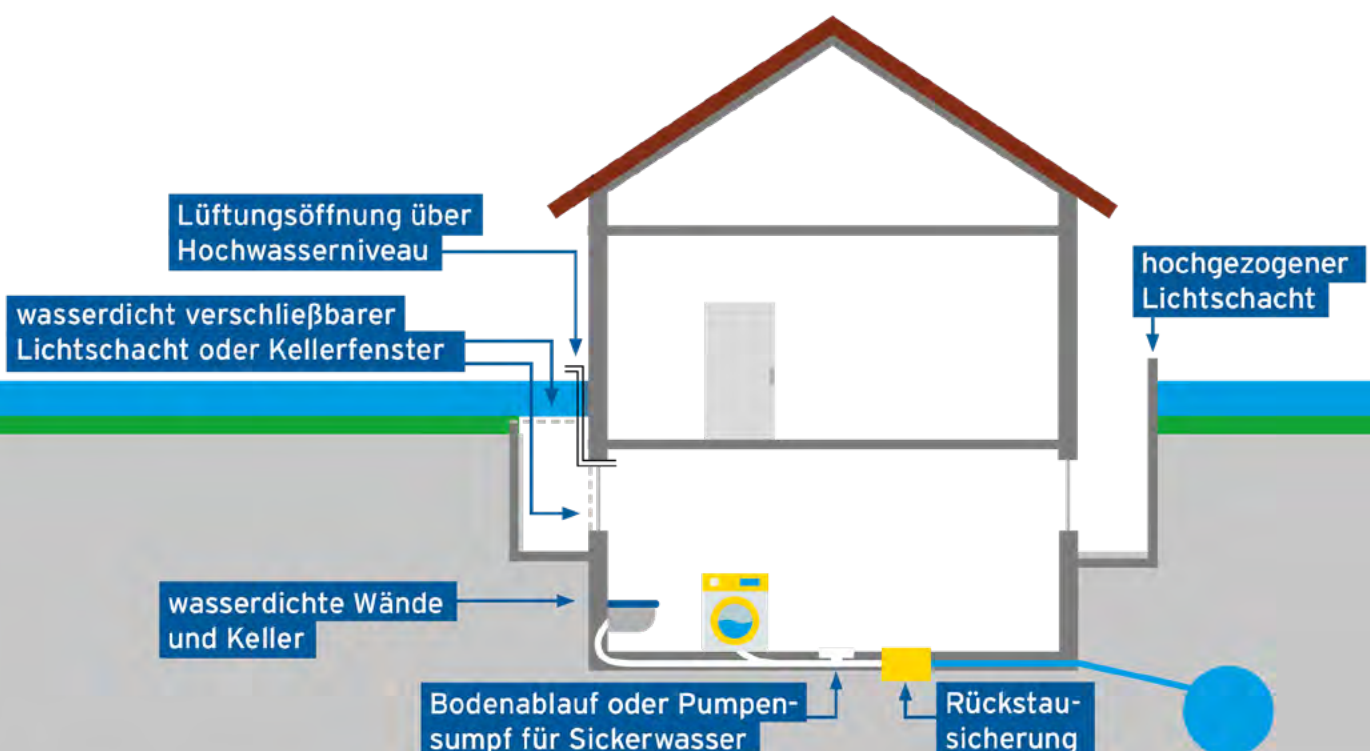 Lüftungsöffnung über
Hochwasserniveau
hochgezogener
Lichtschacht
wasserdicht verschließbarer
Lichtschacht oder Kellerfenster
wasserdichte Wände
und Keller
Bodenablauf oder Pumpen-
sumpf für Sickerwasser
Rückstau-
sicherung